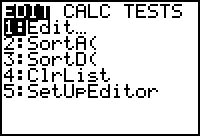 EDIT CALC TESTS
1:Edit…
2:SortA(
3:SortD(
4:ClrList
5:SetUpEditor